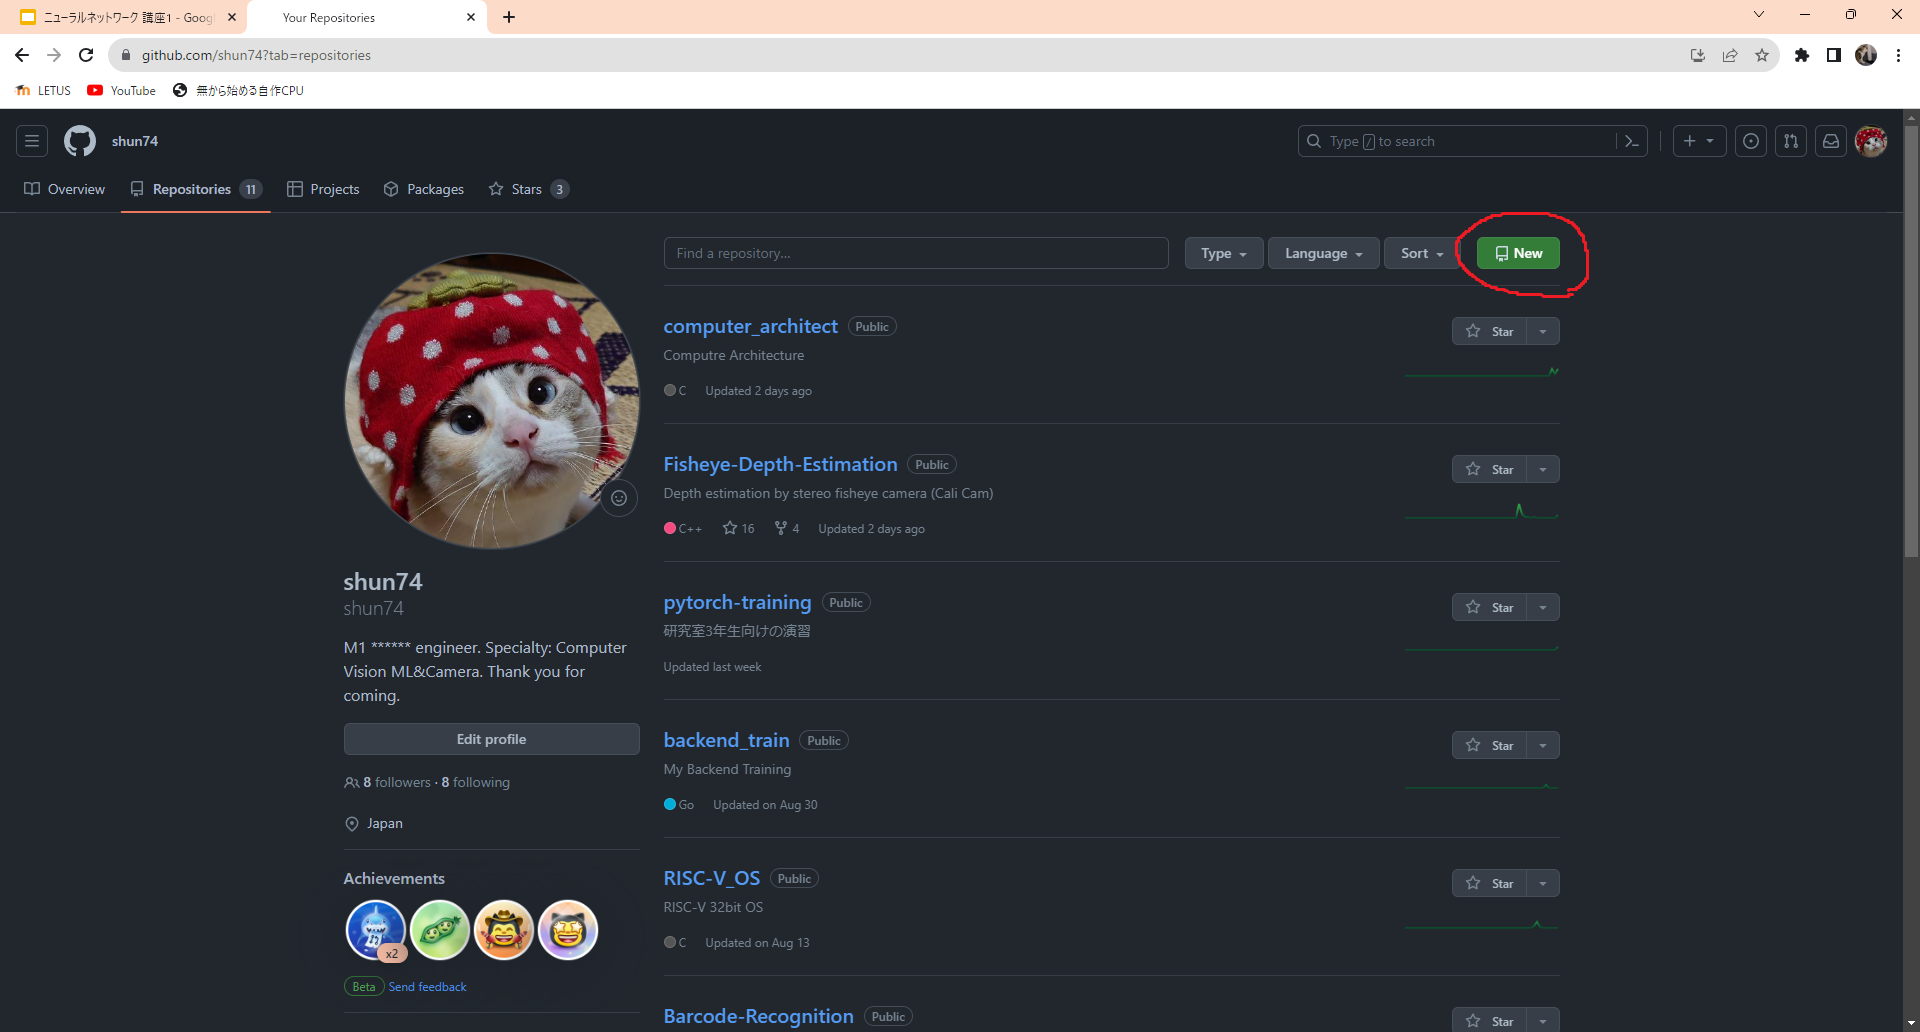 ニューラルネットワーク 講座1 - Goog
Your Repositories
github.com/shun74?tab=repositories
LETUS
YouTube
無から始める自作CPU
shun74
Type / to search
Overview
Repositories 11
Projects
Packages
Stars 3
Find a repository...
Type
Language
Sort
New
computer_architect Public
Star
Computre Architecture
C Updated 2 days ago
Fisheye-Depth-Estimation Public
Star
Depth estimation by stereo fisheye camera (Cali Cam)
C++ 16 4 Updated 2 days ago
pytorch-training Public
Star
研究室3年生向けの演習
Updated last week
backend_train Public
Star
My Backend Training
Go Updated on Aug 30
RISC-V_OS Public
Star
RISC-V 32bit OS
C Updated on Aug 13
Barcode-Recognition Public
Star
shun74
shun74
M1 ****** engineer. Specialty: Computer
Vision ML&Camera. Thank you for
coming.
Edit profile
8 followers · 8 following
Japan
Achievements
x2
Beta Send feedback